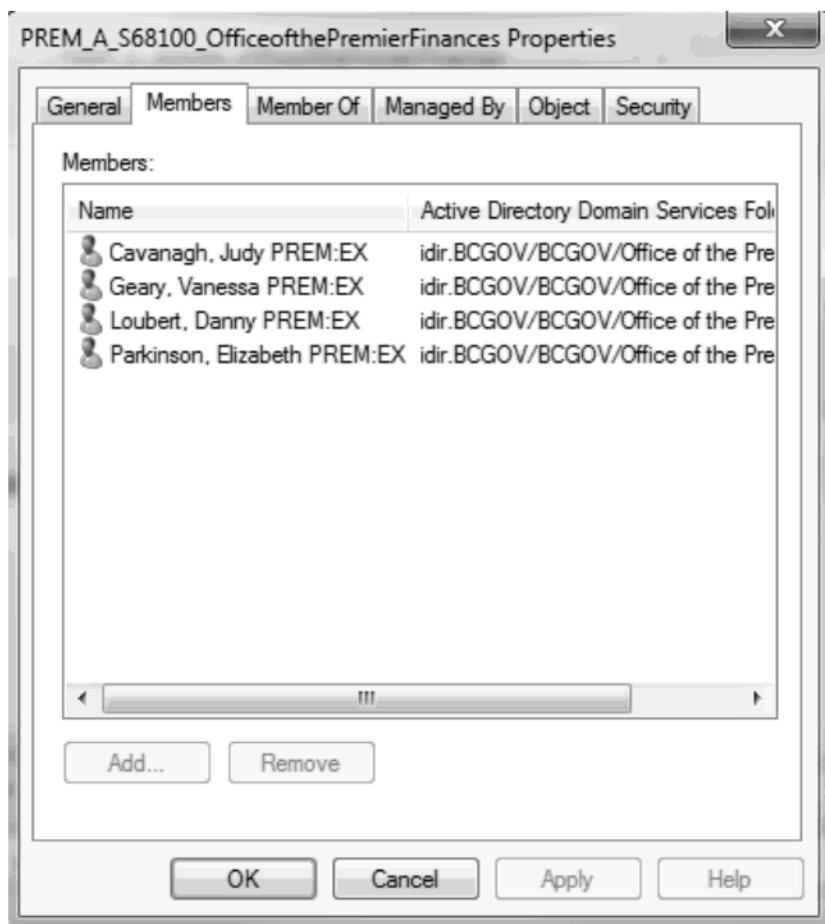 PREM_A_S68100_OfficeofthePremierFinances Properties
General Members Member Of Managed By Object Security
Members:
Name Active Directory Domain Services Fol
Cavanagh, Judy PREM:EX idir.BCGOV/BCGOV/Office of the Pre
Geary, Vanessa PREM:EX idir.BCGOV/BCGOV/Office of the Pre
Loubert, Danny PREM:EX idir.BCGOV/BCGOV/Office of the Pre
Parkinson, Elizabeth PREM:EX idir.BCGOV/BCGOV/Office of the Pre
Add... Remove
OK Cancel Apply Help